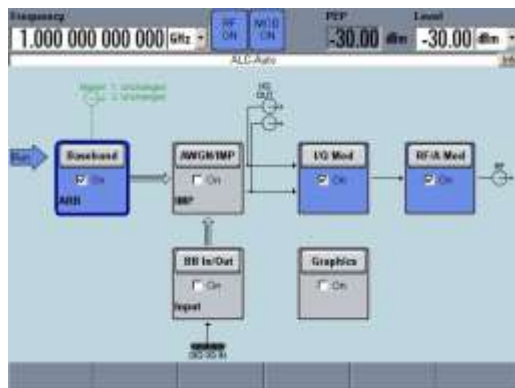 Frequency
RF
ON
MOD
ON
PEP
Level
1.000 000 000 000 GHz
-30.00 dBm
-30.00 dBm
ALC-Auto
I/Q
OUT
Baseband
On
ARB
AWGN/IMP
On
IMP
I/Q Mod
On
RF/A Mod
On
RF
BB In/Out
On
Input
Graphics
On